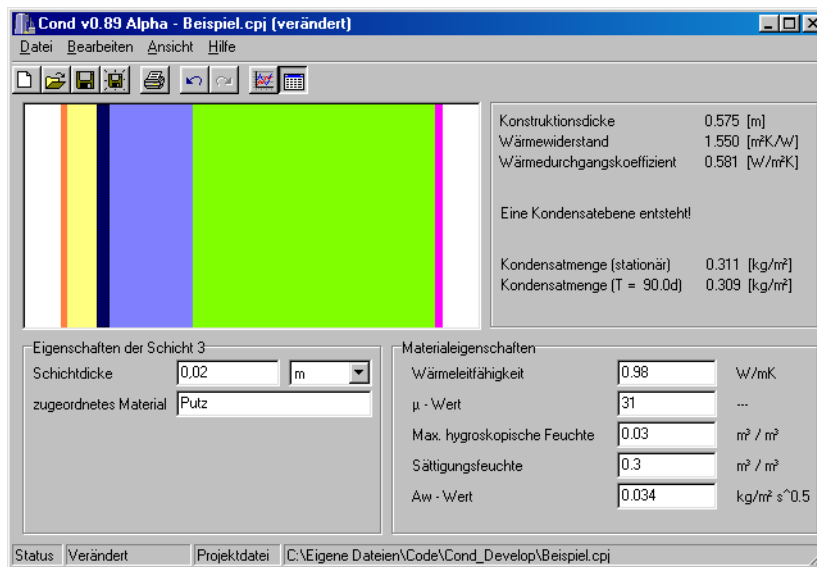 Cond v0.89 Alpha - Beispiel.cpj (verändert)
Datei Bearbeiten Ansicht Hilfe
Konstruktionsdicke 0.575 [m]
Wärmewiderstand 1.550 [m²K/W]
Wärmedurchgangskoeffizient 0.581 [W/m²K]
Eine Kondensatebene entsteht!
Kondensatmenge (stationär) 0.311 [kg/m²]
Kondensatmenge (T = 90.0d) 0.309 [kg/m²]
Eigenschaften der Schicht 3
Schichtdicke 0,02 m
zugeordnetes Material Putz
Materialeigenschaften
Wärmeleitfähigkeit 0.98 W/mK
µ - Wert 31 ---
Max. hygroskopische Feuchte 0.03 m³ / m³
Sättigungsfeuchte 0.3 m³ / m³
Aw - Wert 0.034 kg/m² s^0.5
Status Verändert Projektdatei C:\Eigene Dateien\Code\Cond_Develop\Beispiel.cpj